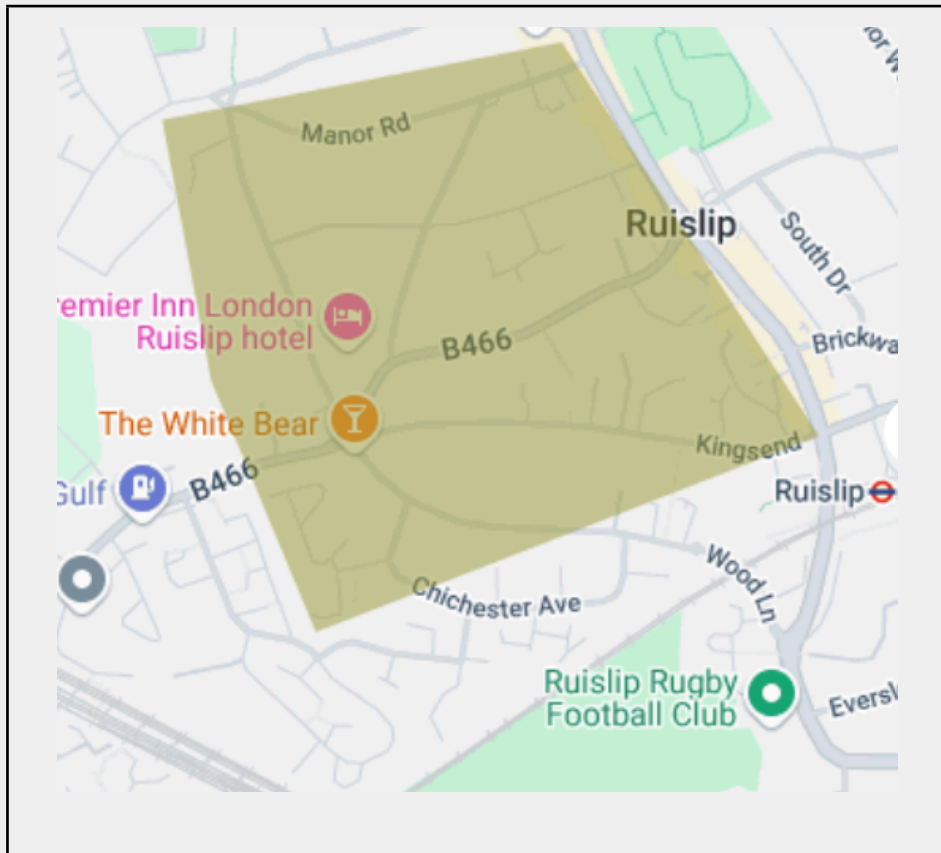 or W
Manor Rd
Ruislip
South Dr
remier Inn London
Ruislip hotel
B466
Brickwa
The White Bear
Kingsend
B466
Gulf
Ruislip
Wood Ln
Chichester Ave
Ruislip Rugby
Football Club
Eversl